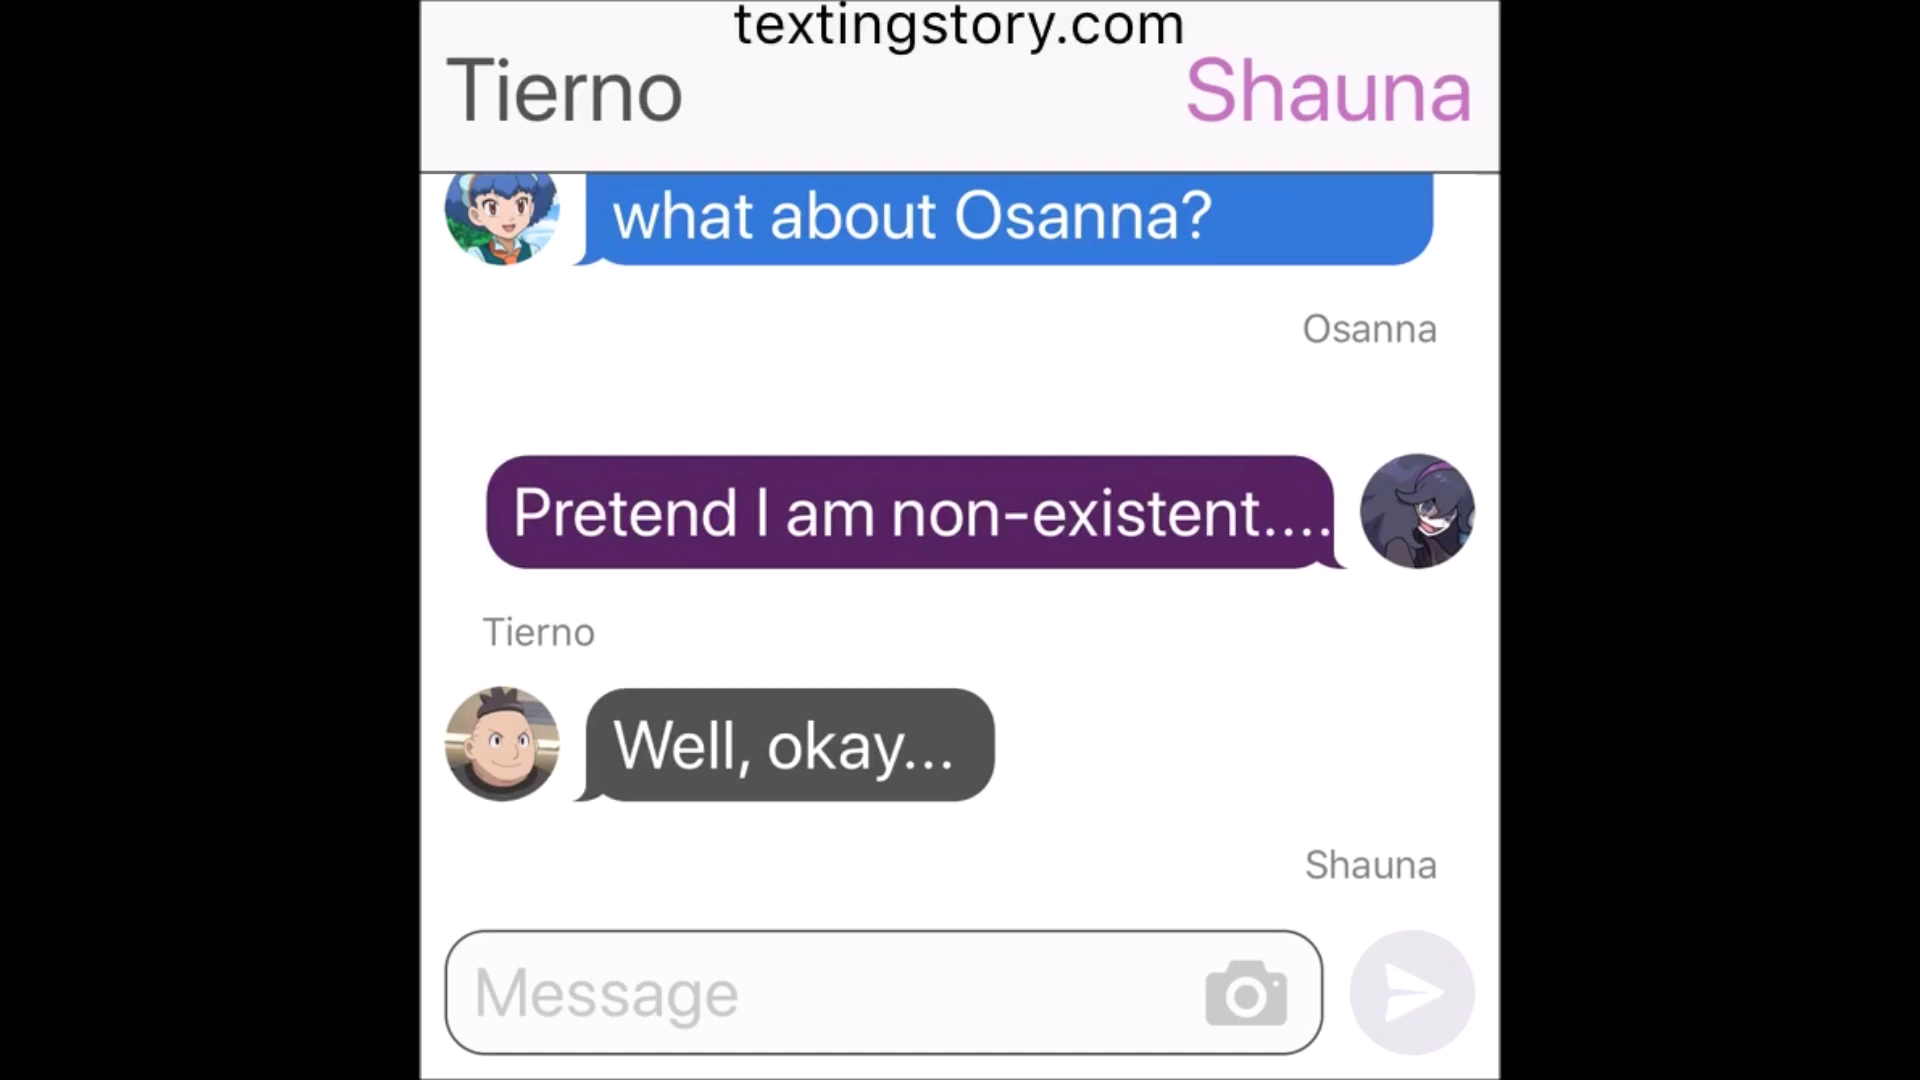 textingstory.com
Tierno
Shauna
what about Osanna?
Osanna
Pretend I am non-existent....
Tierno
Well, okay...
Shauna
Message